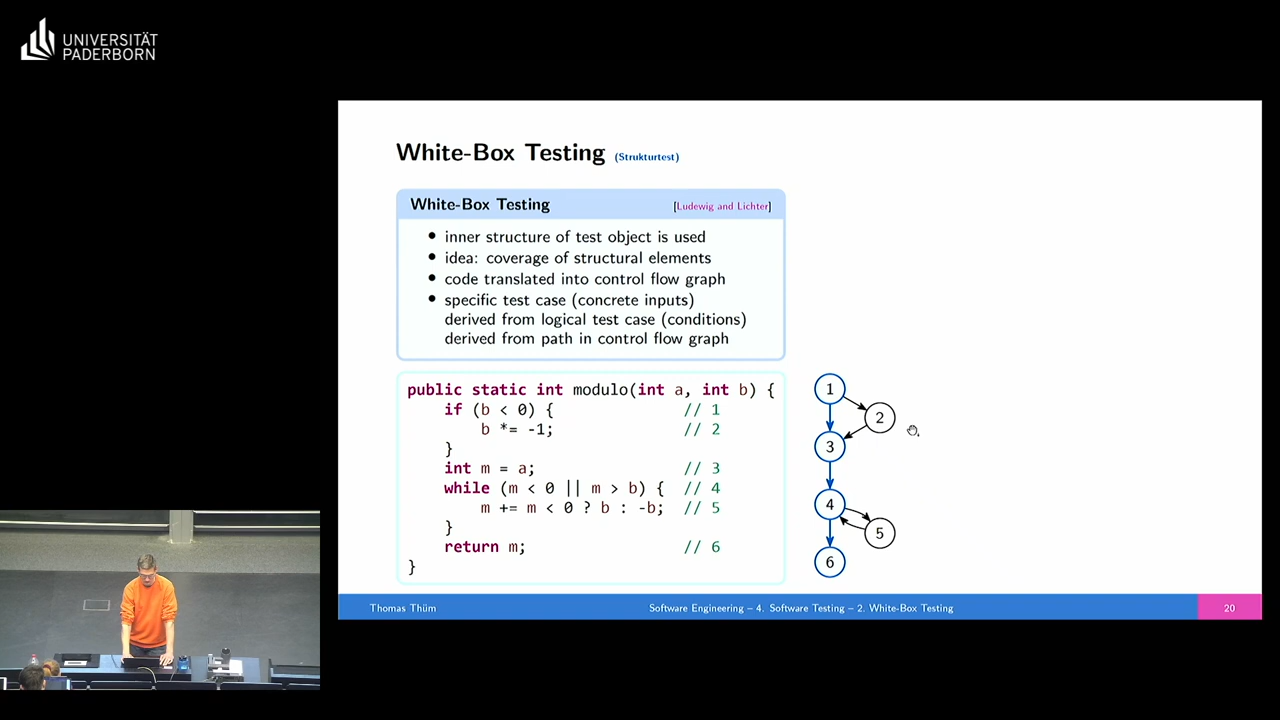 UNIVERSITÄT
PADERBORN
White-Box Testing (Strukturtest)
White-Box Testing [Ludewig and Lichter]
• inner structure of test object is used
• idea: coverage of structural elements
• code translated into control flow graph
• specific test case (concrete inputs)
derived from logical test case (conditions)
derived from path in control flow graph
public static int modulo(int a, int b) {
if (b < 0) { // 1
b *= -1; // 2
}
int m = a; // 3
while (m < 0 || m > b) { // 4
m += m < 0 ? b : -b; // 5
}
return m; // 6
}
1
2
3
4
5
6
Thomas Thüm Software Engineering – 4. Software Testing – 2. White-Box Testing 20